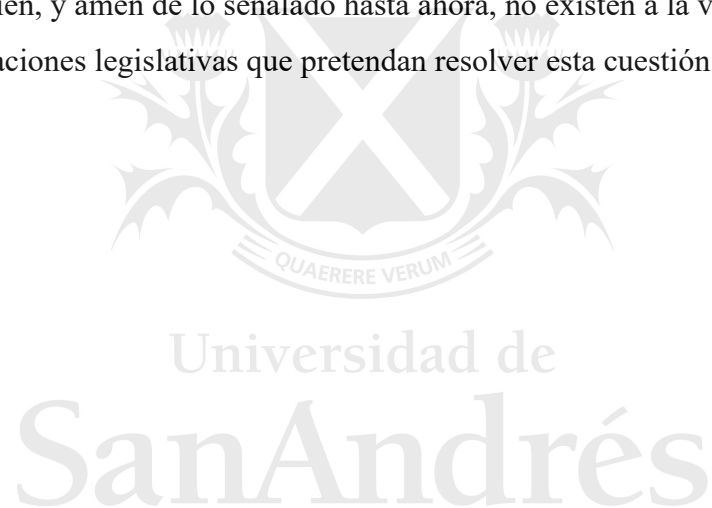 ien, y amén de lo señalado hasta ahora, no existen a la v
aciones legislativas que pretendan resolver esta cuestión
QUAERERE VERUM
Universidad de
SanAndrés